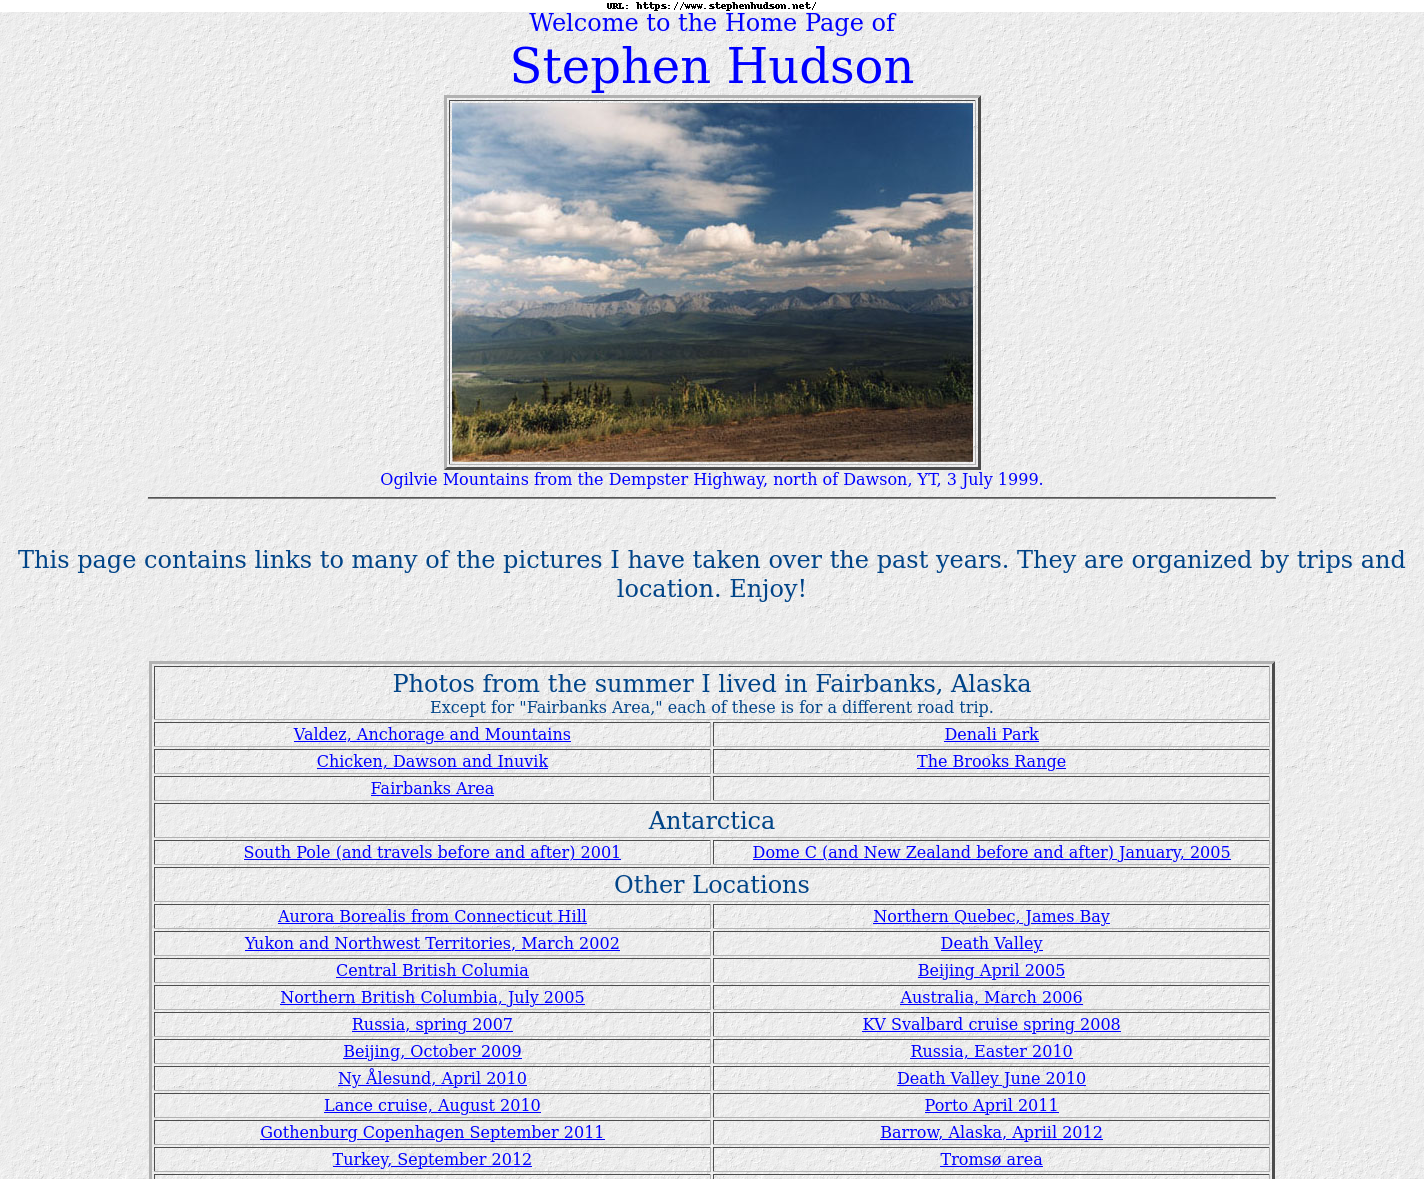 URL: https://www.stephenhudson.net/
Welcome to the Home Page of
Stephen Hudson
Ogilvie Mountains from the Dempster Highway, north of Dawson, YT, 3 July 1999.
This page contains links to many of the pictures I have taken over the past years. They are organized by trips and
location. Enjoy!
Photos from the summer I lived in Fairbanks, Alaska
Except for "Fairbanks Area," each of these is for a different road trip.
Valdez, Anchorage and Mountains
Denali Park
Chicken, Dawson and Inuvik
The Brooks Range
Fairbanks Area
Antarctica
South Pole (and travels before and after) 2001
Dome C (and New Zealand before and after) January, 2005
Other Locations
Aurora Borealis from Connecticut Hill
Northern Quebec, James Bay
Yukon and Northwest Territories, March 2002
Death Valley
Central British Columia
Beijing April 2005
Northern British Columbia, July 2005
Australia, March 2006
Russia, spring 2007
KV Svalbard cruise spring 2008
Beijing, October 2009
Russia, Easter 2010
Ny Ålesund, April 2010
Death Valley June 2010
Lance cruise, August 2010
Porto April 2011
Gothenburg Copenhagen September 2011
Barrow, Alaska, Apriil 2012
Turkey, September 2012
Tromsø area